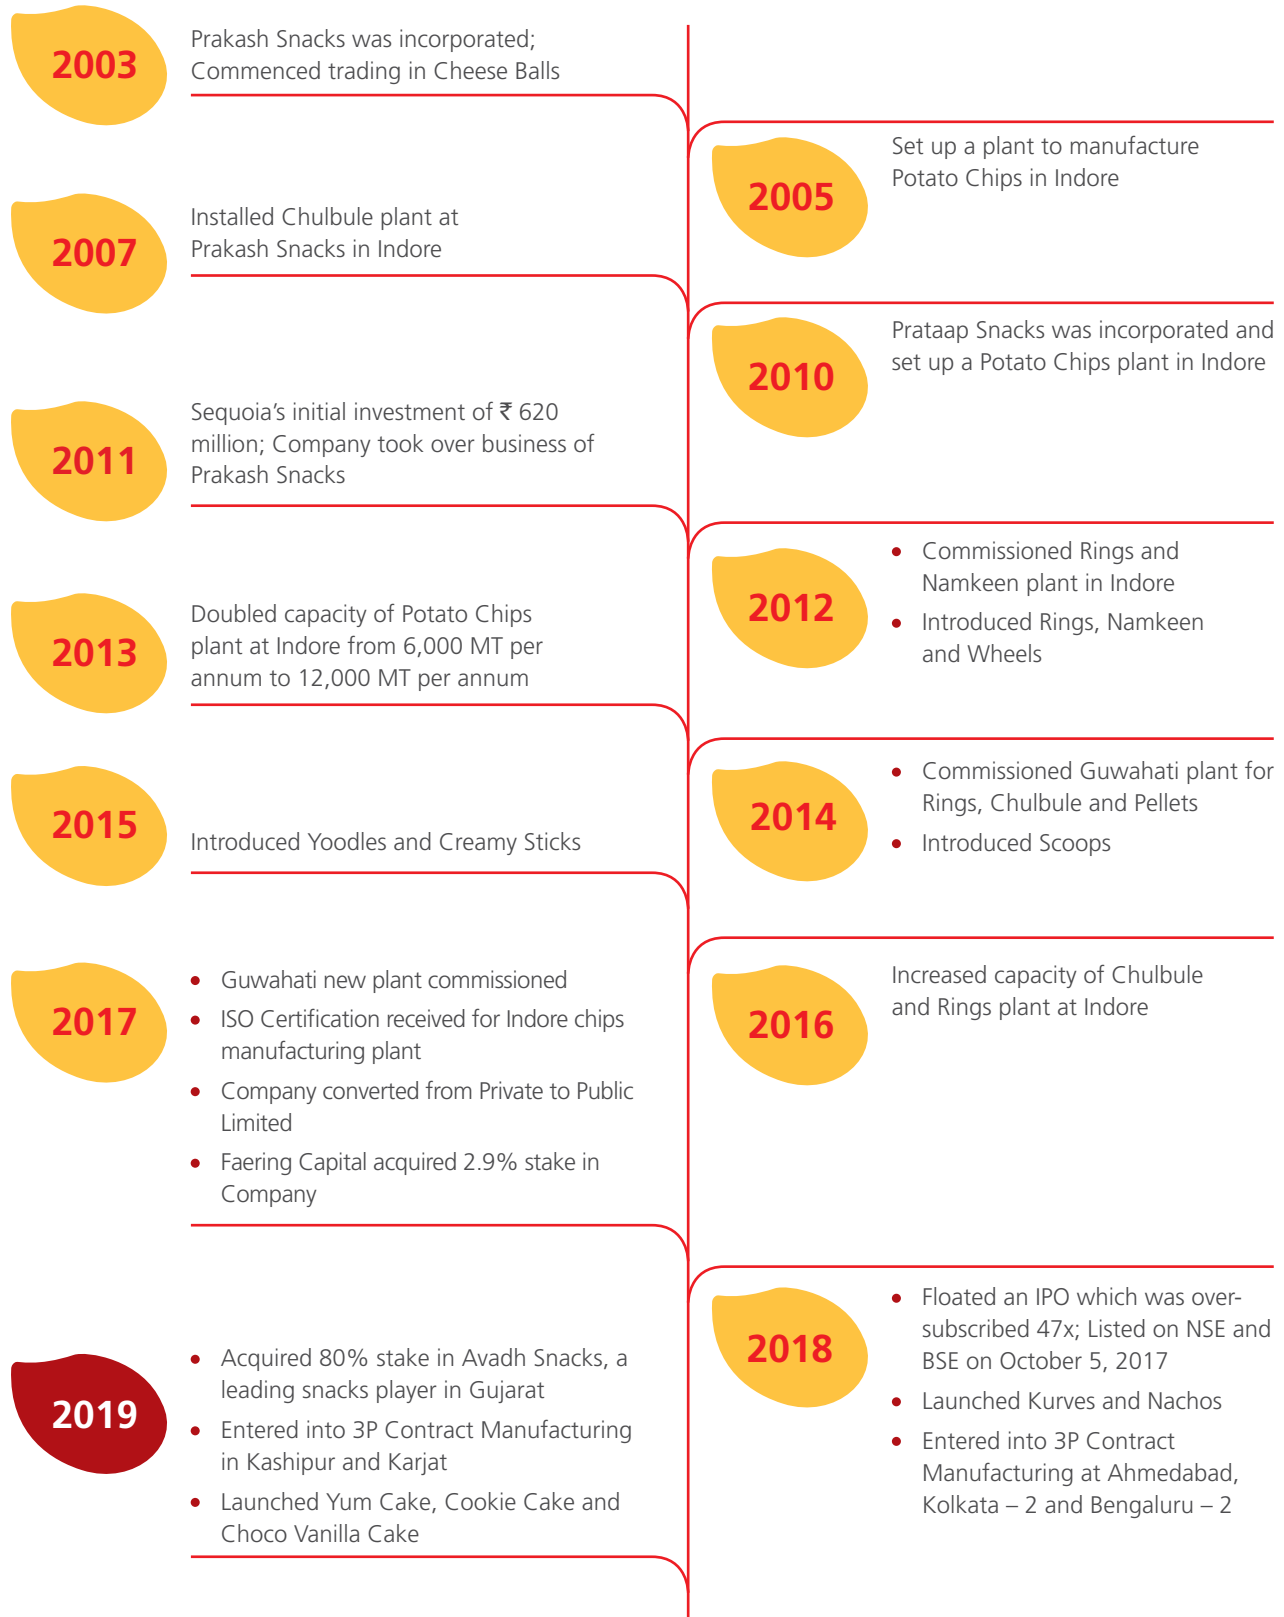 2003
Prakash Snacks was incorporated;
Commenced trading in Cheese Balls
2005
Set up a plant to manufacture
Potato Chips in Indore
2007
Installed Chulbule plant at
Prakash Snacks in Indore
2010
Prataap Snacks was incorporated and
set up a Potato Chips plant in Indore
2011
Sequoia’s initial investment of ₹ 620
million; Company took over business of
Prakash Snacks
2012
• Commissioned Rings and
Namkeen plant in Indore
• Introduced Rings, Namkeen
and Wheels
2013
Doubled capacity of Potato Chips
plant at Indore from 6,000 MT per
annum to 12,000 MT per annum
2014
• Commissioned Guwahati plant for
Rings, Chulbule and Pellets
• Introduced Scoops
2015
Introduced Yoodles and Creamy Sticks
2016
Increased capacity of Chulbule
and Rings plant at Indore
2017
• Guwahati new plant commissioned
• ISO Certification received for Indore chips
manufacturing plant
• Company converted from Private to Public
Limited
• Faering Capital acquired 2.9% stake in
Company
2018
• Floated an IPO which was over-
subscribed 47x; Listed on NSE and
BSE on October 5, 2017
• Launched Kurves and Nachos
• Entered into 3P Contract
Manufacturing at Ahmedabad,
Kolkata – 2 and Bengaluru – 2
2019
• Acquired 80% stake in Avadh Snacks, a
leading snacks player in Gujarat
• Entered into 3P Contract Manufacturing
in Kashipur and Karjat
• Launched Yum Cake, Cookie Cake and
Choco Vanilla Cake